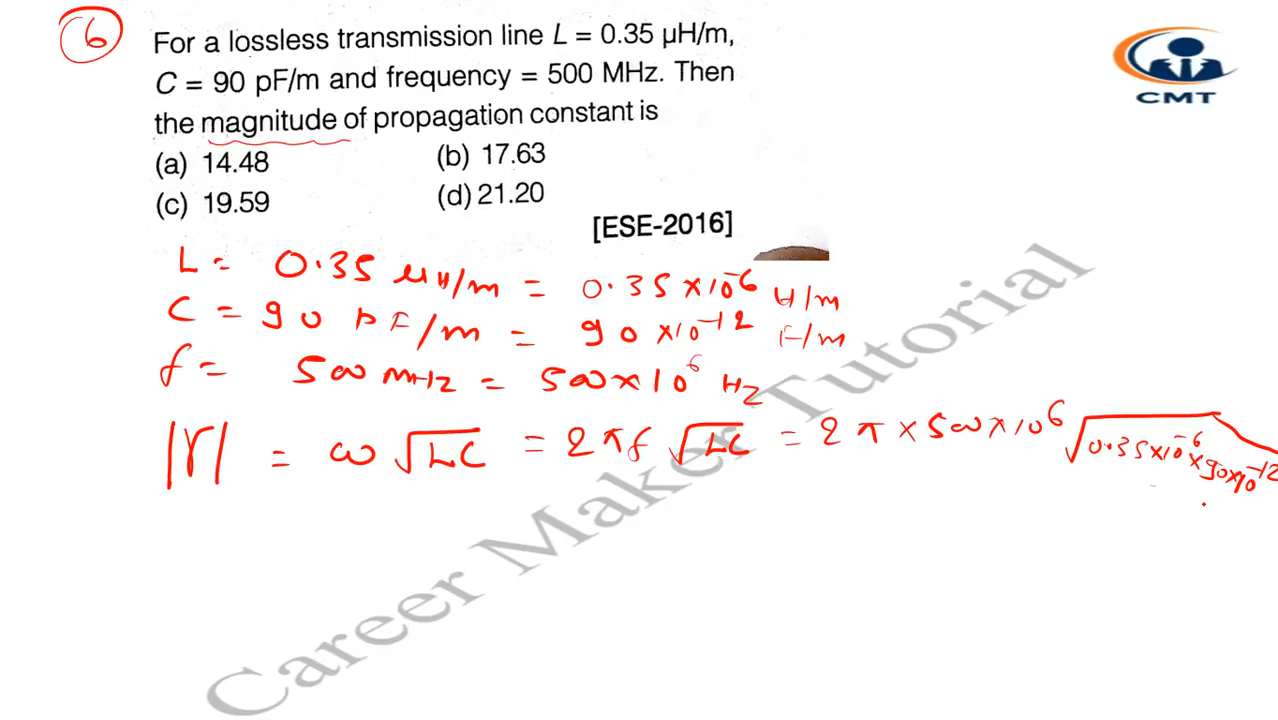 6
For a lossless transmission line L = 0.35 µH/m,
C = 90 pF/m and frequency = 500 MHz. Then
the magnitude of propagation constant is
(a) 14.48 (b) 17.63
(c) 19.59 (d) 21.20
[ESE-2016]
CMT
L = 0.35 µH/m = 0.35×10⁻⁶ H/m
C = 90 pF/m = 90×10⁻¹² F/m
f = 500 MHz = 500×10⁶ Hz
|γ| = ω√LC = 2πf√LC = 2π×500×10⁶ √0.35×10⁻⁶×90×10⁻¹²
Career Maker Tutorial